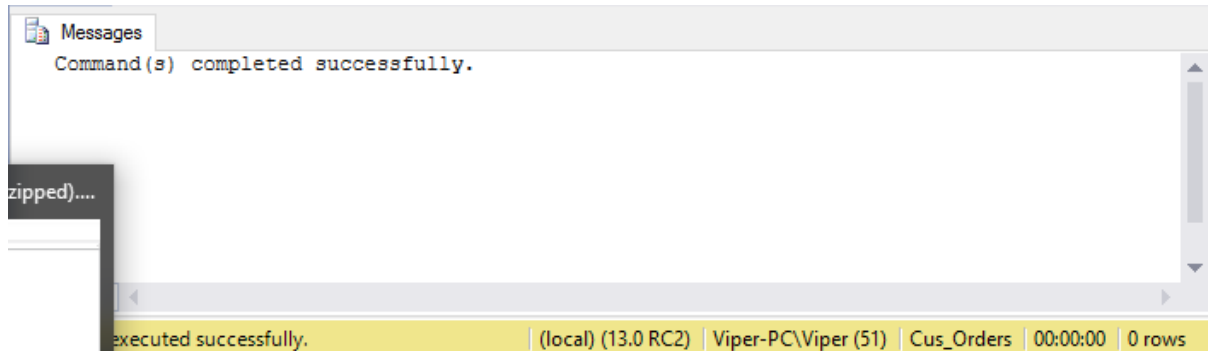 Messages
Command(s) completed successfully.
zipped)....
executed successfully. (local) (13.0 RC2) Viper-PC\Viper (51) Cus_Orders 00:00:00 0 rows